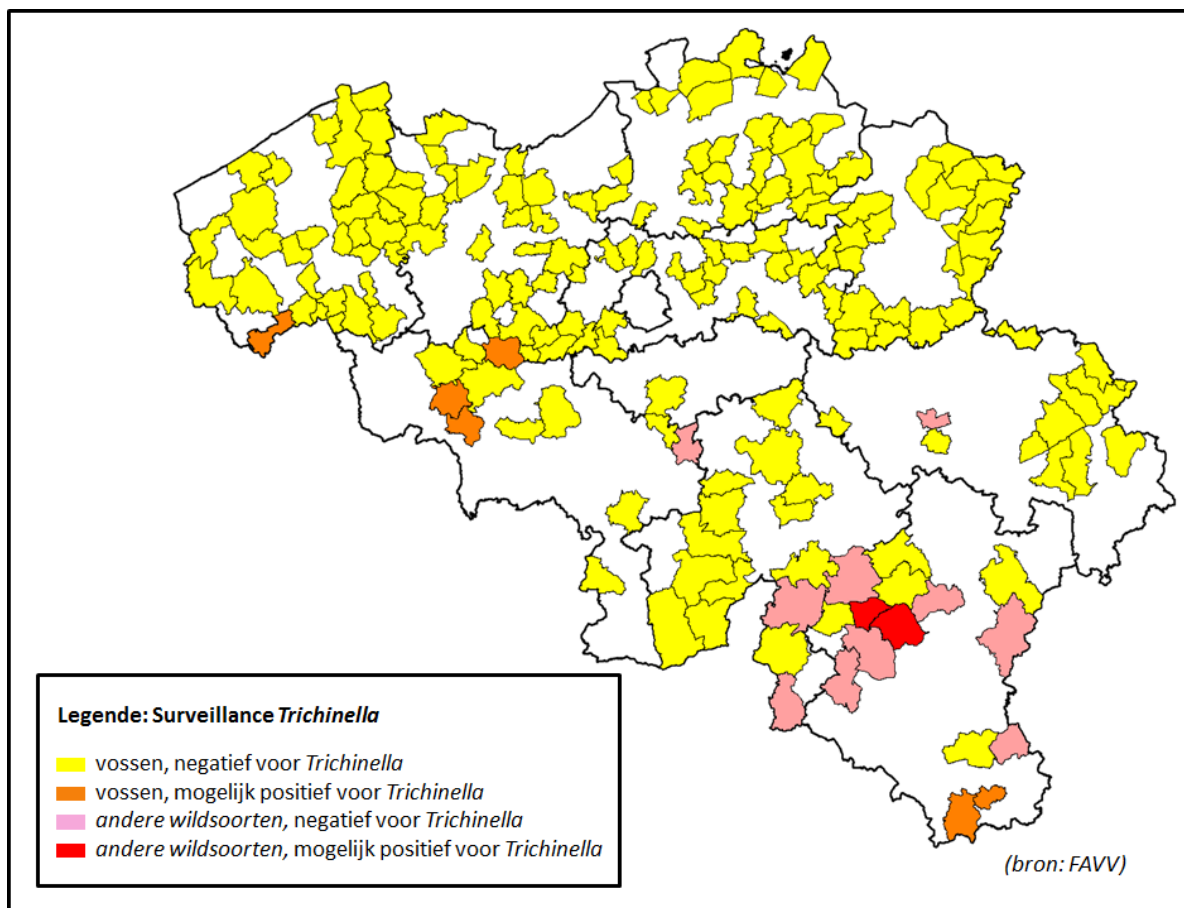 Legende: Surveillance Trichinella
vossen, negatief voor Trichinella
vossen, mogelijk positief voor Trichinella
andere wildsoorten, negatief voor Trichinella
andere wildsoorten, mogelijk positief voor Trichinella
(bron: FAVV)